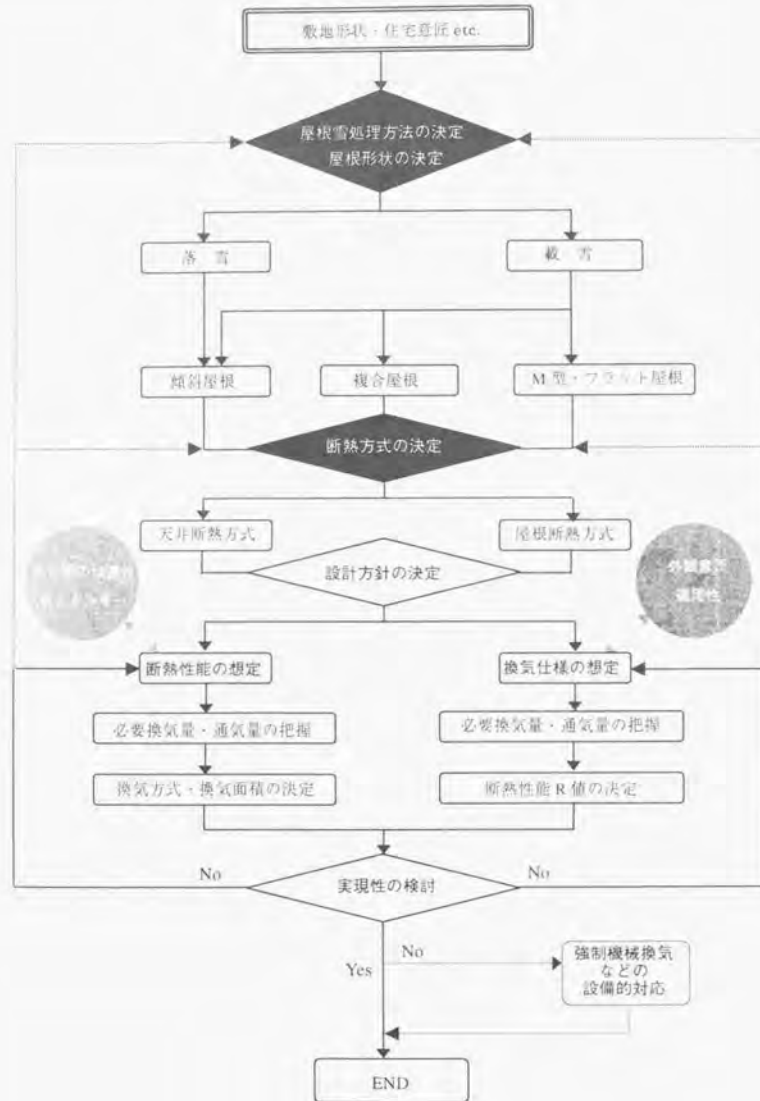 敷地形状・住宅意匠 etc.
屋根雪処理方法の決定
屋根形状の決定
落 雪
載 雪
傾斜屋根
複合屋根
M 型・フラット屋根
断熱方式の決定
天井断熱方式
屋根断熱方式
設計方針の決定
断熱性能の想定
換気仕様の想定
必要換気量・通気量の把握
必要換気量・通気量の把握
換気方式・換気面積の決定
断熱性能 R 値の決定
No
実現性の検討
No
Yes
No
強制機械換気
などの
設備的対応
END